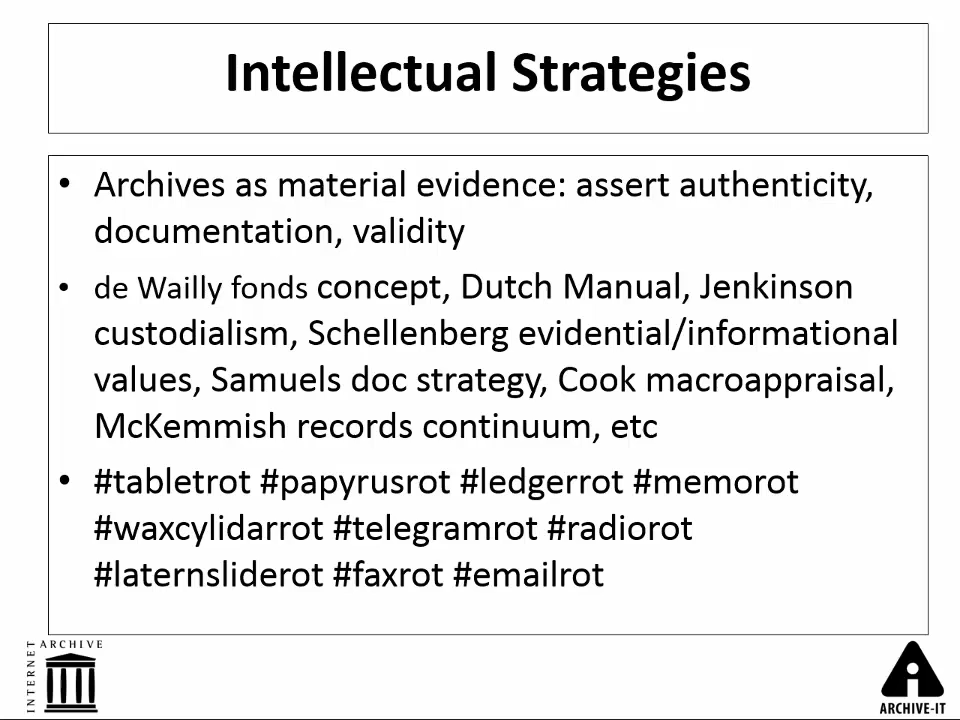 Intellectual Strategies
• Archives as material evidence: assert authenticity,
documentation, validity
• de Wailly fonds concept, Dutch Manual, Jenkinson
custodialism, Schellenberg evidential/informational
values, Samuels doc strategy, Cook macroappraisal,
McKemmish records continuum, etc
• #tabletrot #papyrusrot #ledgerrot #memorot
#waxcylidarrot #telegramrot #radiorot
#laternsliderot #faxrot #emailrot
INTERNET ARCHIVE
ARCHIVE-IT